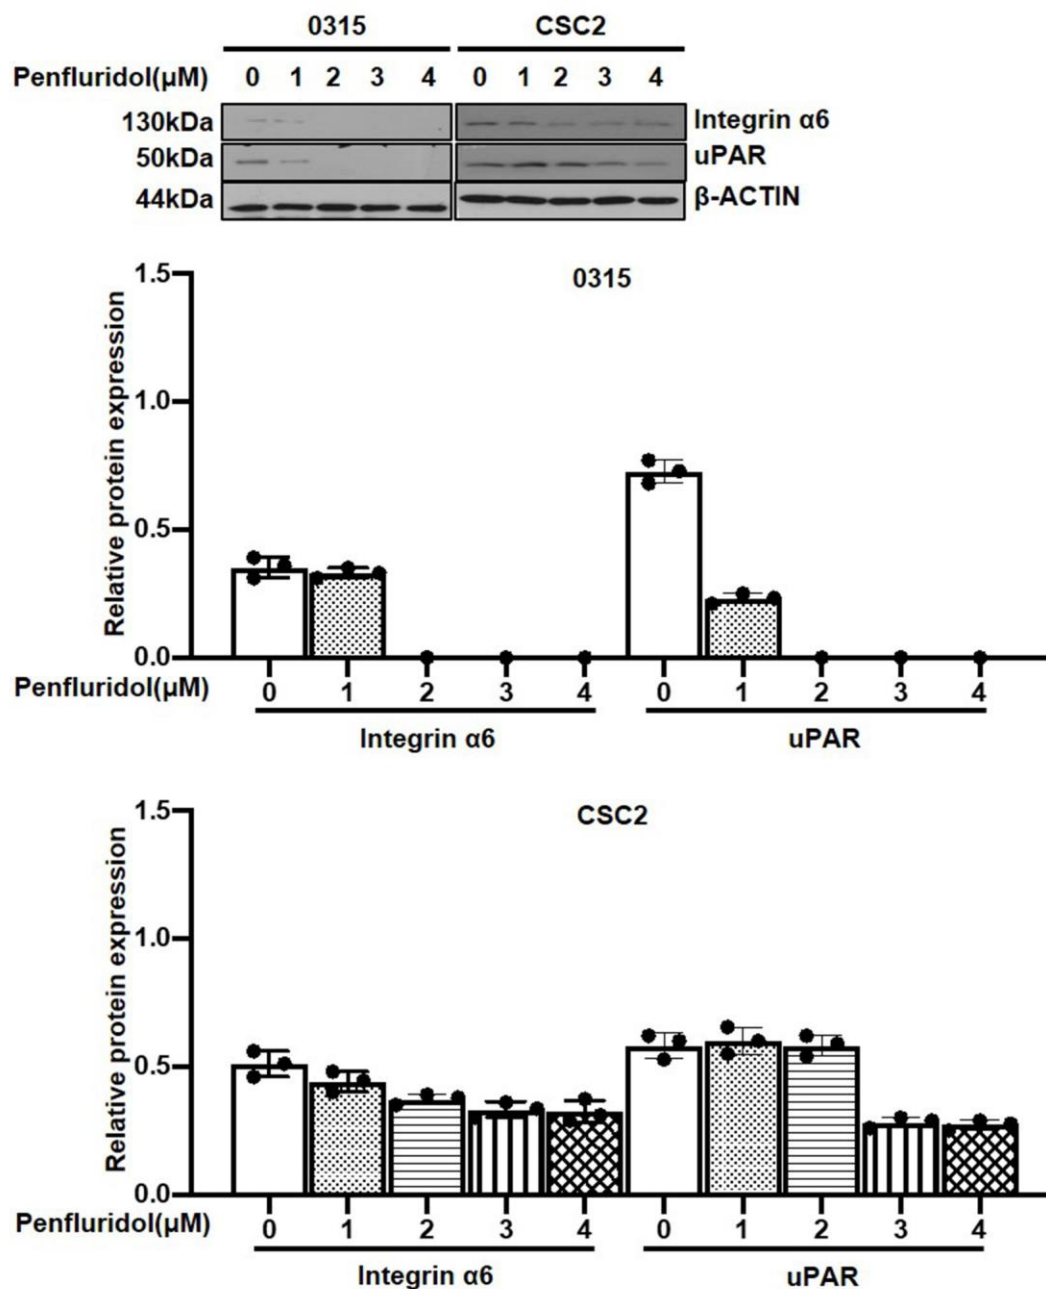 0315 CSC2
Penfluridol(μM) 0 1 2 3 4 0 1 2 3 4
130kDa Integrin α6
50kDa uPAR
44kDa β-ACTIN
0315
Relative protein expression
1.5
1.0
0.5
0.0
Penfluridol(μM) 0 1 2 3 4 0 1 2 3 4
Integrin α6 uPAR
CSC2
Relative protein expression
1.5
1.0
0.5
0.0
Penfluridol(μM) 0 1 2 3 4 0 1 2 3 4
Integrin α6 uPAR